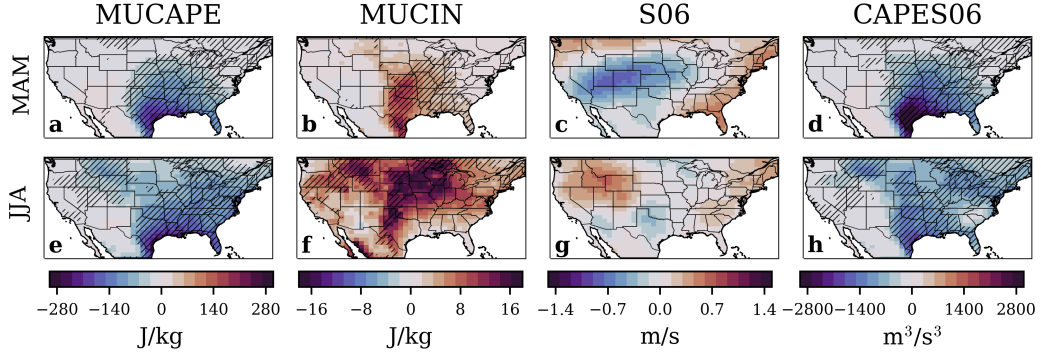 MUCAPE MUCIN S06 CAPES06
MAM
a b c d
JJA
e f g h
−280 −140 0 140 280 −16 −8 0 8 16 −1.4 −0.7 0.0 0.7 1.4 −2800 −1400 0 1400 2800
J/kg J/kg m/s m³/s³